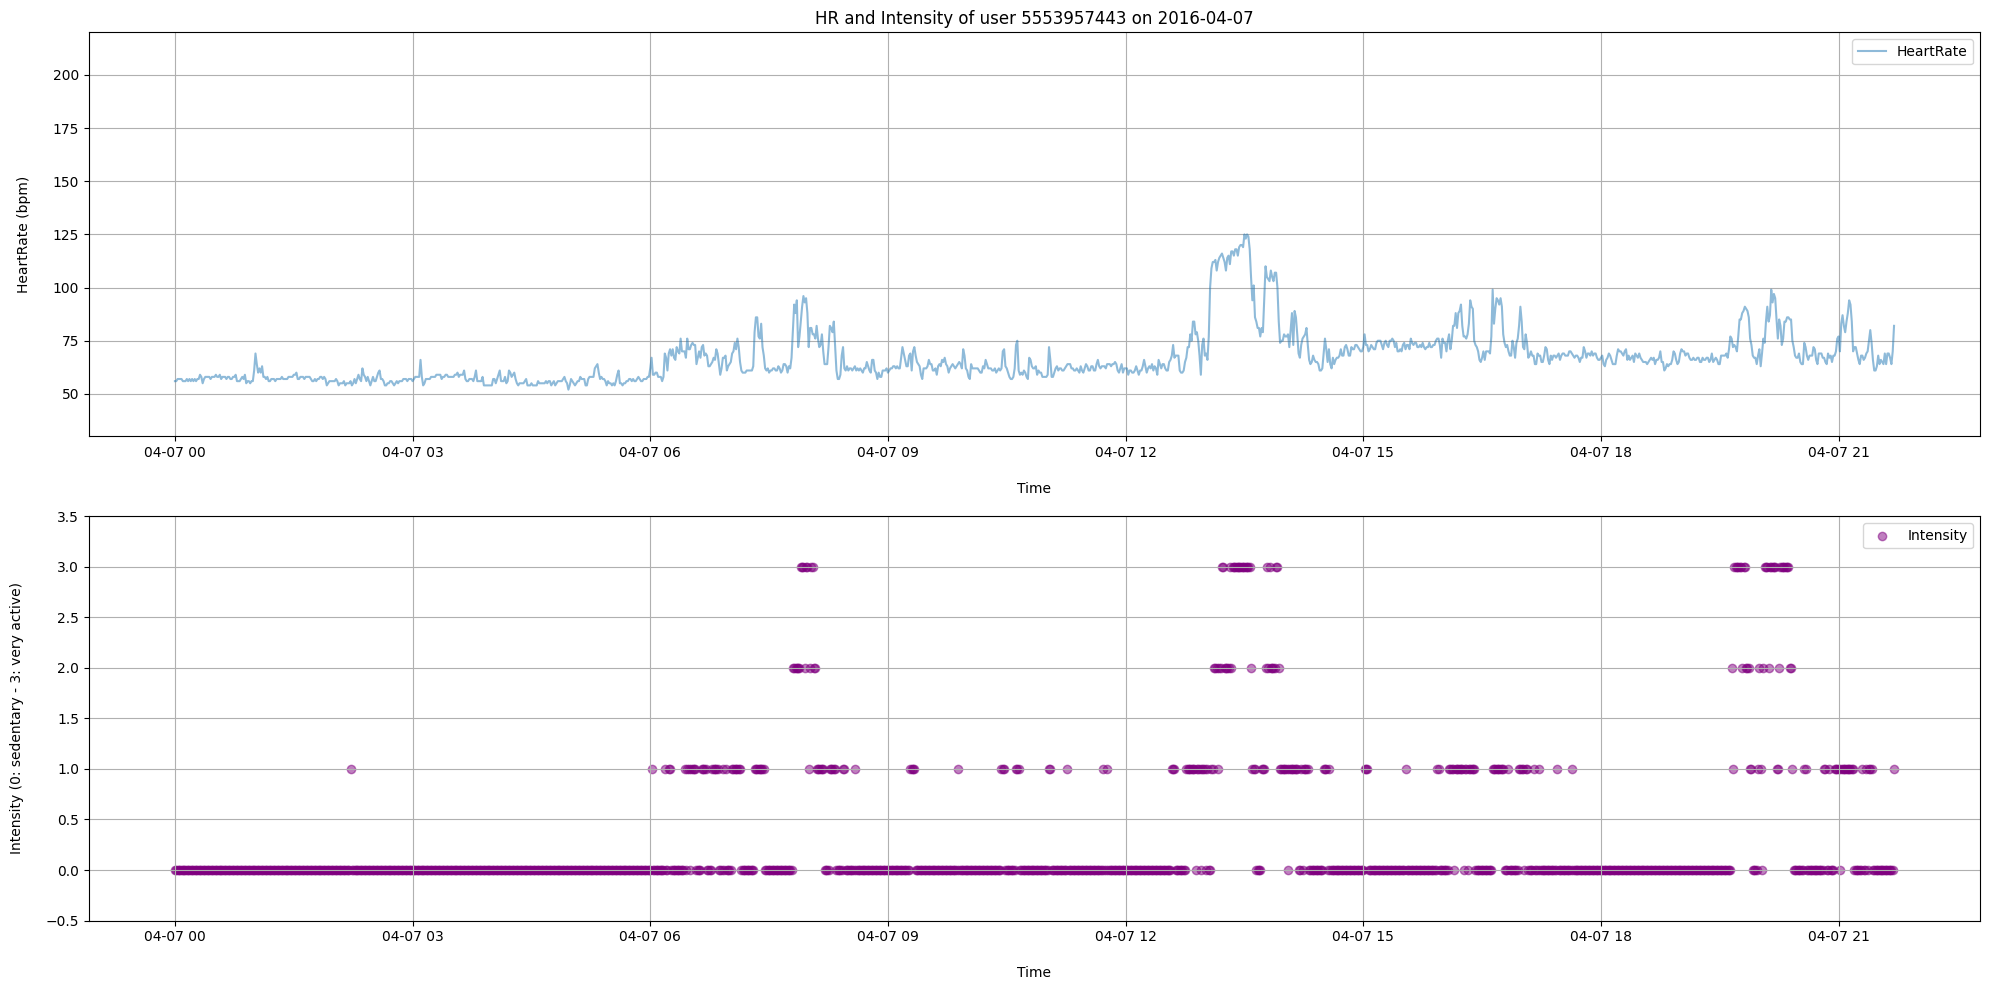 HR and Intensity of user 5553957443 on 2016-04-07
HeartRate
HeartRate (bpm)
200
175
150
125
100
75
50
04-07 00 04-07 03 04-07 06 04-07 09 04-07 12 04-07 15 04-07 18 04-07 21
Time
Intensity
Intensity (0: sedentary - 3: very active)
3.5
3.0
2.5
2.0
1.5
1.0
0.5
0.0
−0.5
04-07 00 04-07 03 04-07 06 04-07 09 04-07 12 04-07 15 04-07 18 04-07 21
Time